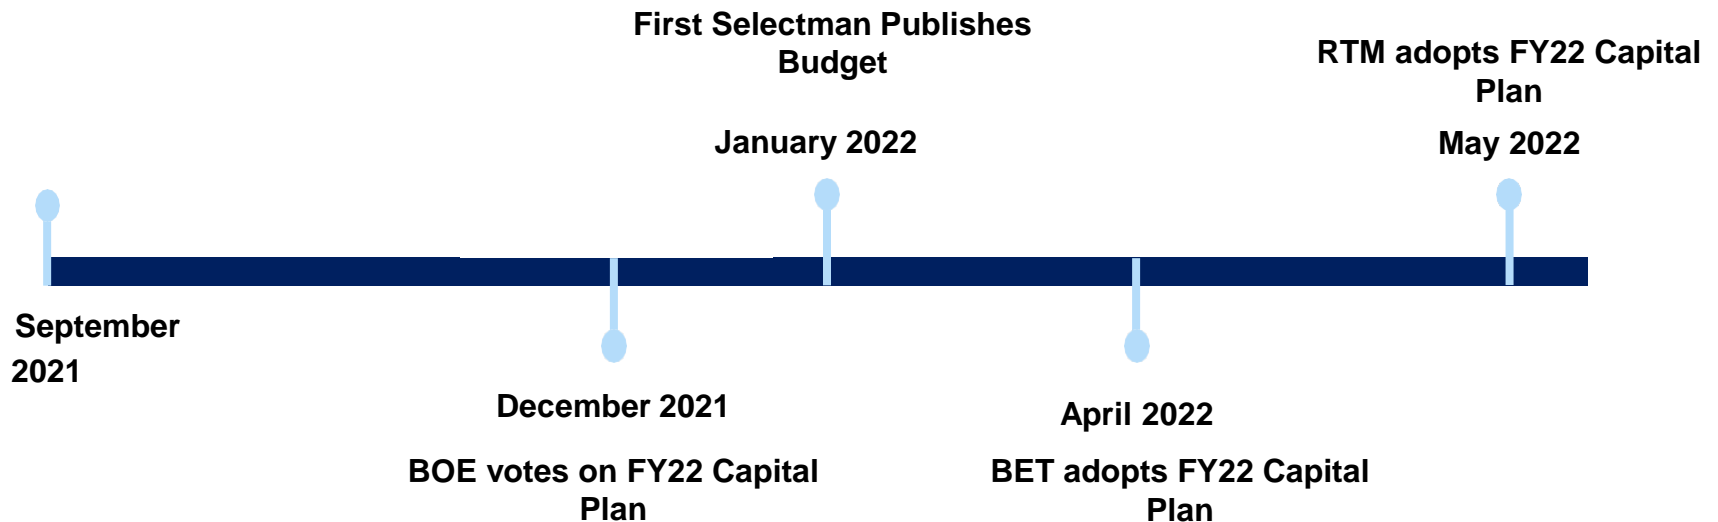 First Selectman Publishes
Budget
January 2022
RTM adopts FY22 Capital
Plan
May 2022
September
2021
December 2021
BOE votes on FY22 Capital
Plan
April 2022
BET adopts FY22 Capital
Plan